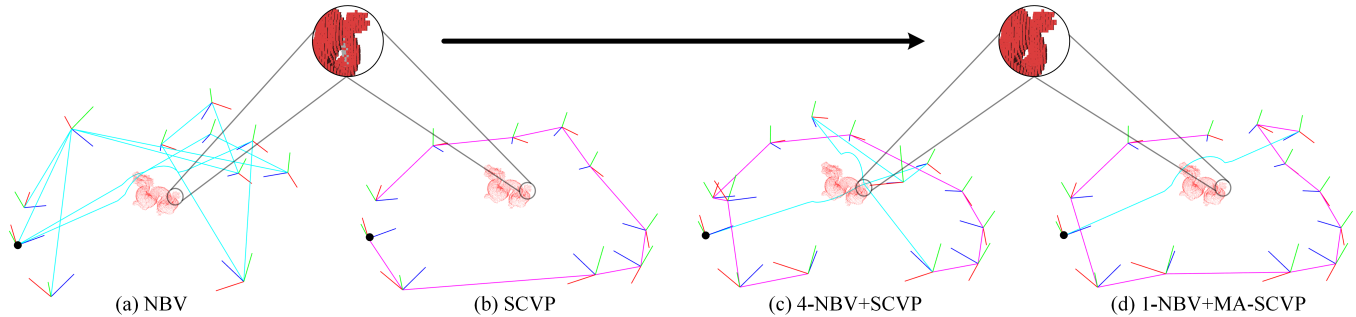 (a) NBV
(b) SCVP
(c) 4-NBV+SCVP
(d) 1-NBV+MA-SCVP